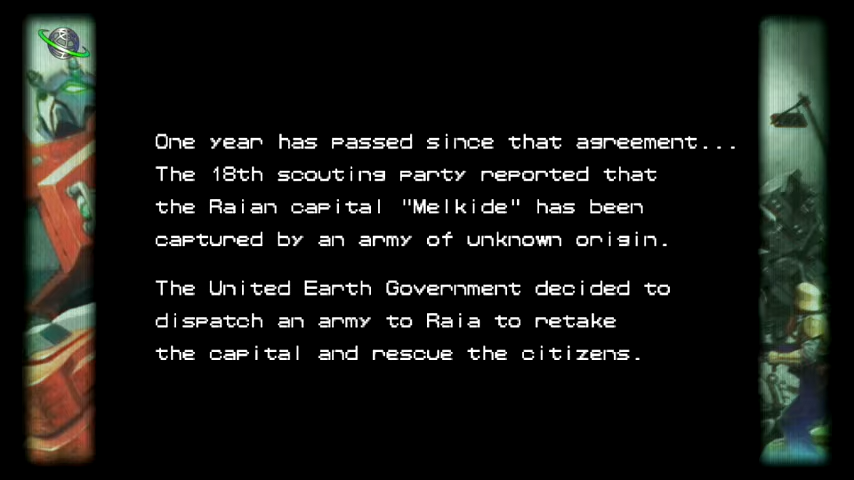 One year has passed since that agreement...
The 18th scouting party reported that
the Raian capital "Melkide" has been
captured by an army of unknown origin.
The United Earth Government decided to
dispatch an army to Raia to retake
the capital and rescue the citizens.